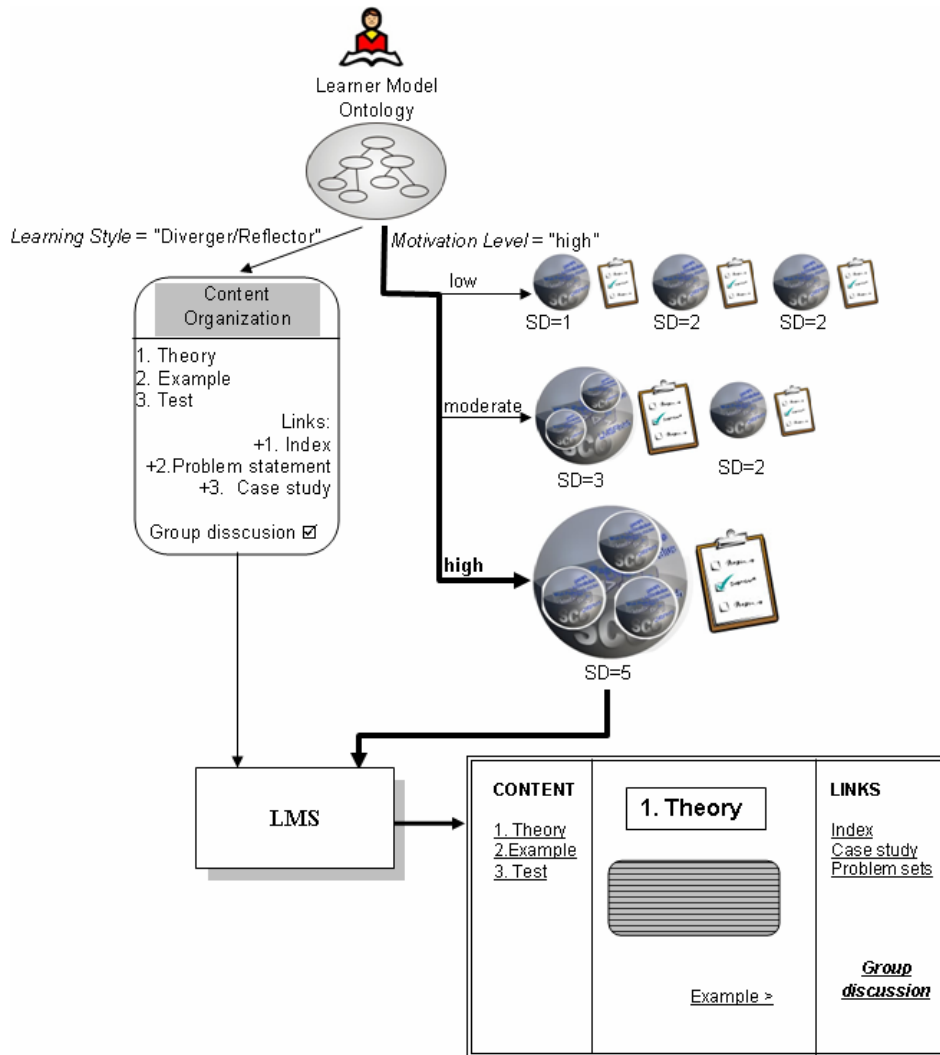 Learner Model
Ontology
Learning Style = "Diverger/Reflector"
Motivation Level = "high"
Content
Organization
1. Theory
2. Example
3. Test
Links:
+1. Index
+2.Problem statement
+3. Case study
Group disscusion ☑
low
SD=1
SD=2
SD=2
moderate
SD=3
SD=2
high
SD=5
LMS
CONTENT
1. Theory
2.Example
3. Test
1. Theory
Example >
LINKS
Index
Case study
Problem sets
Group
discussion